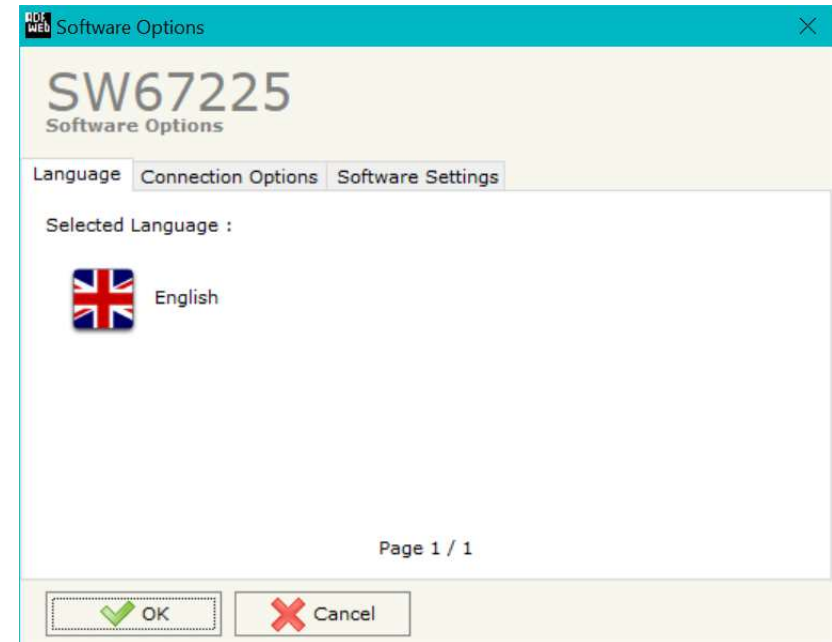 ADF
WEB Software Options
SW67225
Software Options
Language Connection Options Software Settings
Selected Language :
English
Page 1 / 1
OK Cancel